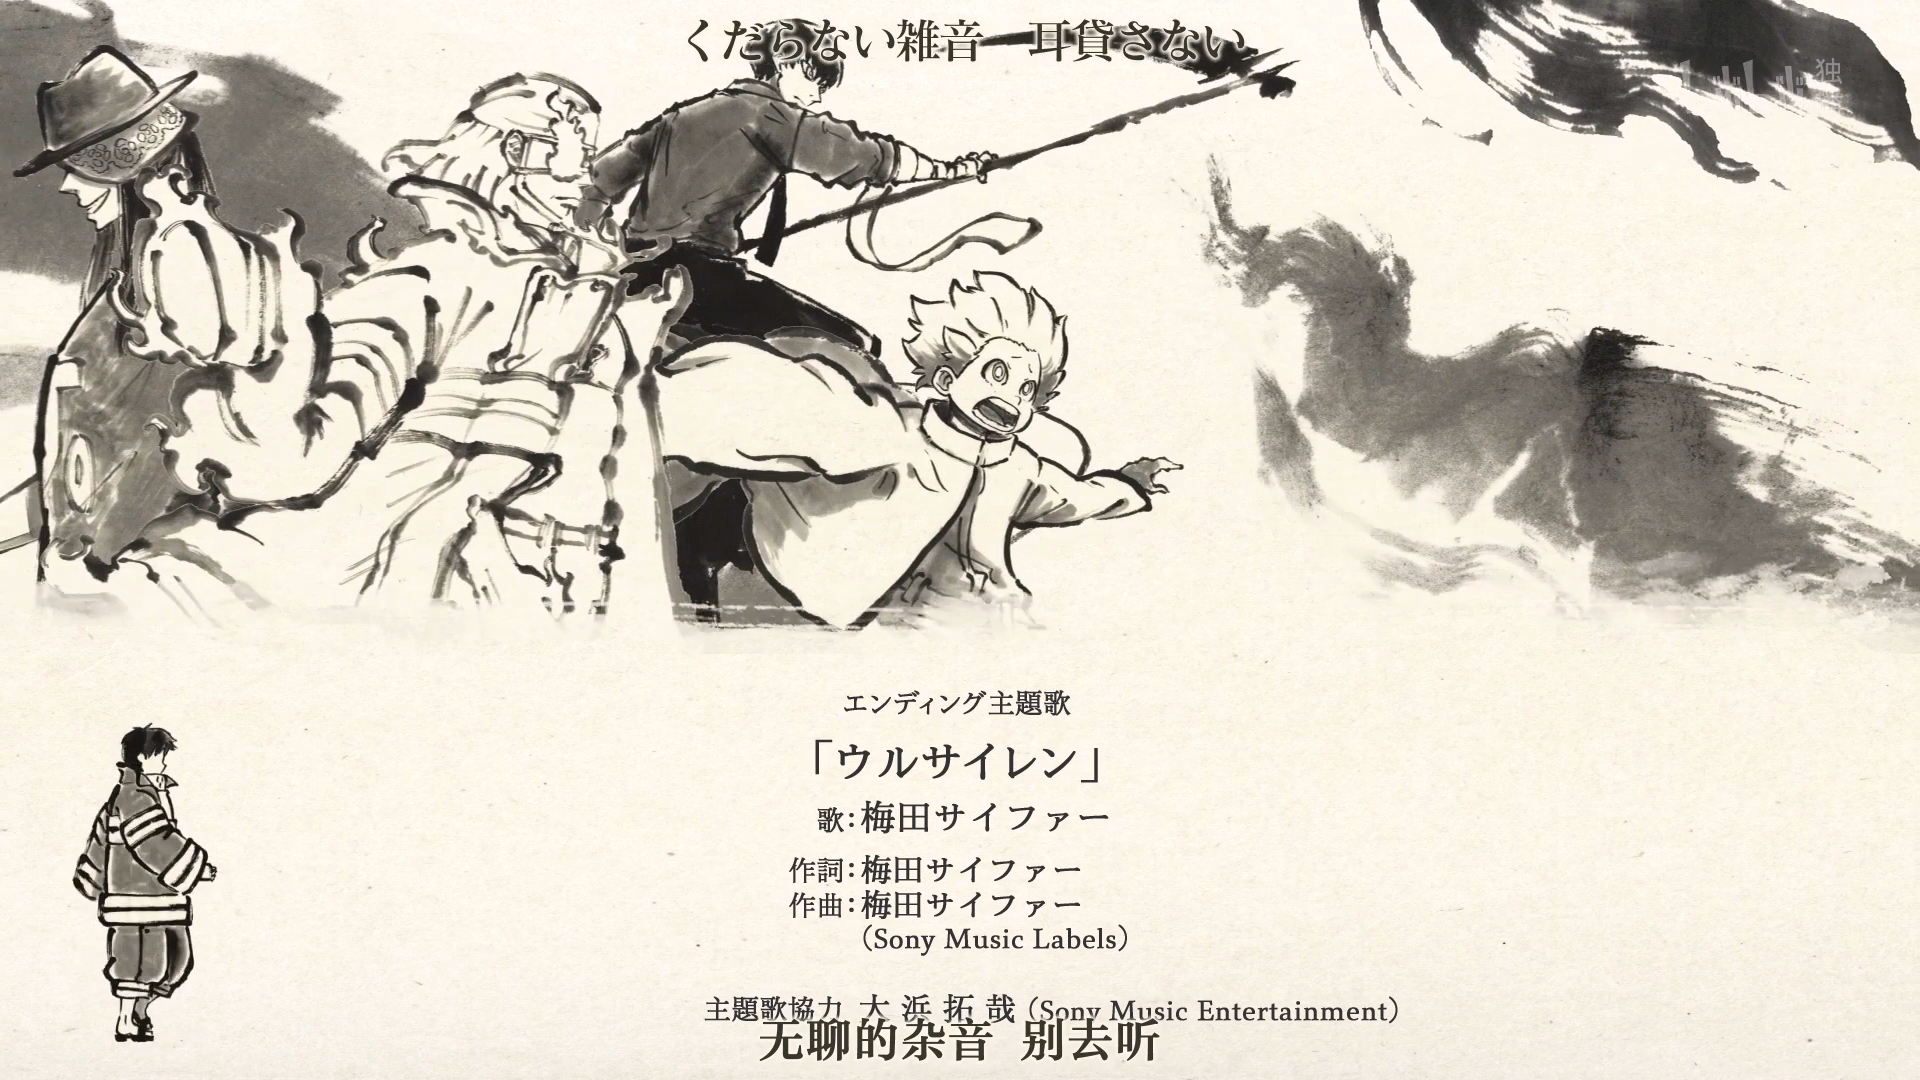 くだらない雑音　耳貸さない
独
エンディング主題歌
「ウルサイレン」
歌:梅田サイファー
作詞:梅田サイファー
作曲:梅田サイファー
(Sony Music Labels)
主題歌協力 大浜拓哉 (Sony Music Entertainment)
无聊的杂音 别去听